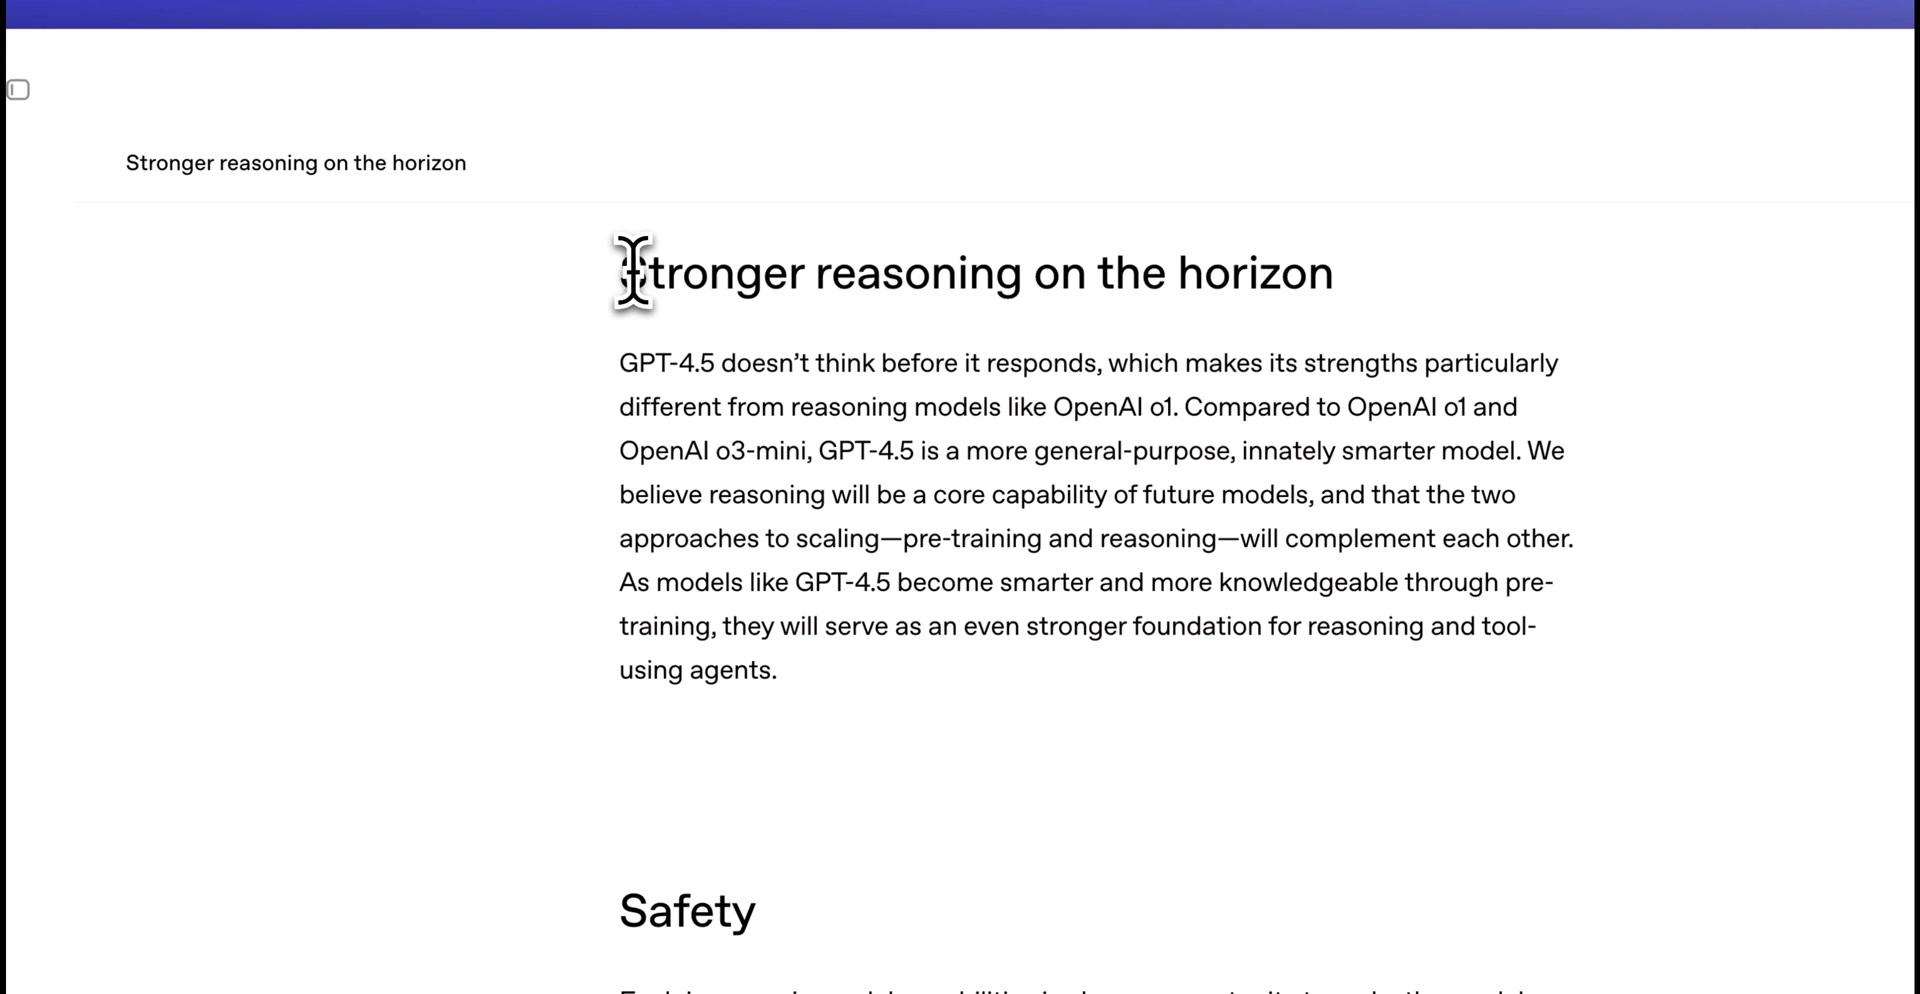 Stronger reasoning on the horizon
Stronger reasoning on the horizon
GPT-4.5 doesn’t think before it responds, which makes its strengths particularly
different from reasoning models like OpenAI o1. Compared to OpenAI o1 and
OpenAI o3-mini, GPT-4.5 is a more general-purpose, innately smarter model. We
believe reasoning will be a core capability of future models, and that the two
approaches to scaling—pre-training and reasoning—will complement each other.
As models like GPT-4.5 become smarter and more knowledgeable through pre-
training, they will serve as an even stronger foundation for reasoning and tool-
using agents.
Safety